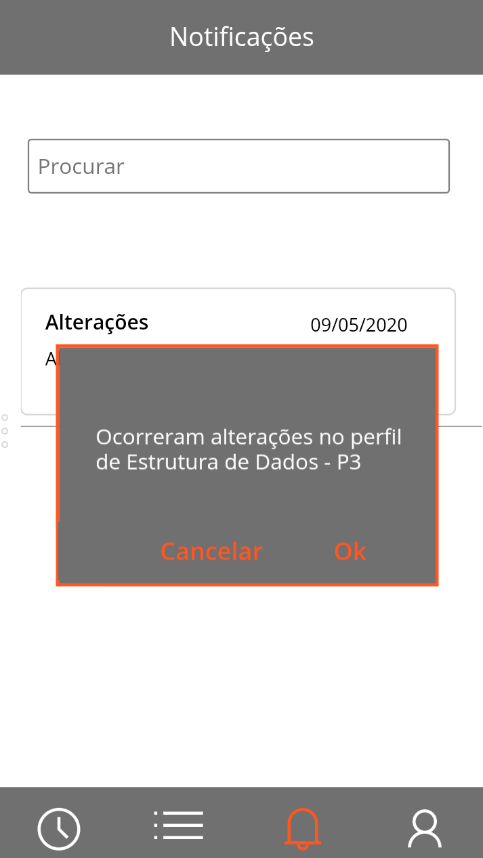 Notificações
Procurar
Alterações
09/05/2020
Ocorreram alterações no perfil
de Estrutura de Dados - P3
Cancelar
Ok